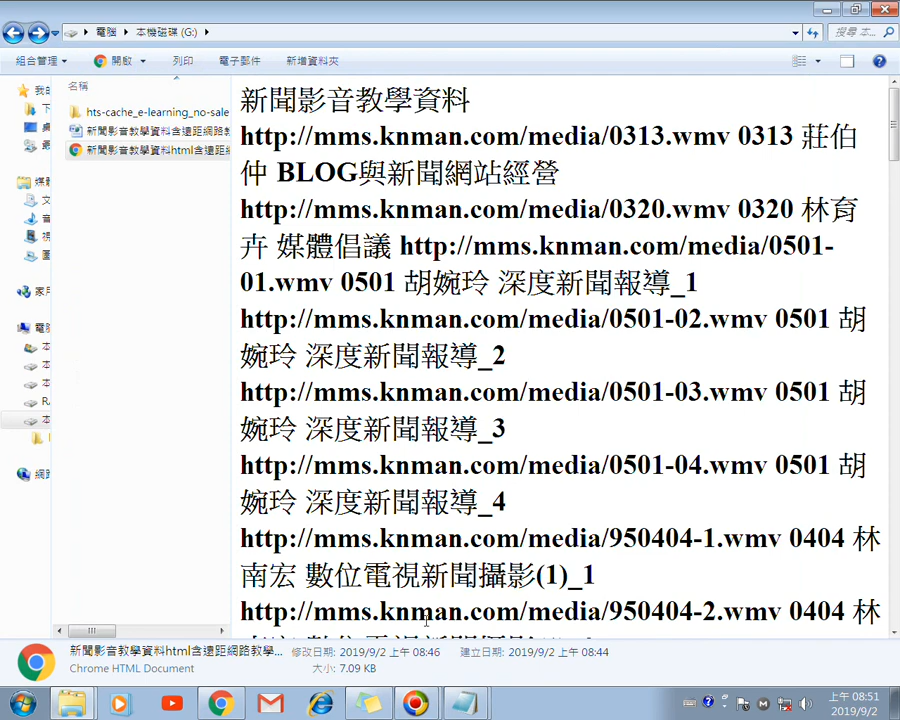 電腦 ▸ 本機磁碟 (G:) ▸
搜尋 本...
組合管理 開啟 列印 電子郵件 新增資料夾
名稱
hts-cache_e-learning_no-sale
新聞影音教學資料含遠距網路教
新聞影音教學資料html含遠距
新聞影音教學資料
http://mms.knman.com/media/0313.wmv 0313 莊伯
仲 BLOG與新聞網站經營
http://mms.knman.com/media/0320.wmv 0320 林育
卉 媒體倡議 http://mms.knman.com/media/0501-
01.wmv 0501 胡婉玲 深度新聞報導_1
http://mms.knman.com/media/0501-02.wmv 0501 胡
婉玲 深度新聞報導_2
http://mms.knman.com/media/0501-03.wmv 0501 胡
婉玲 深度新聞報導_3
http://mms.knman.com/media/0501-04.wmv 0501 胡
婉玲 深度新聞報導_4
http://mms.knman.com/media/950404-1.wmv 0404 林
南宏 數位電視新聞攝影(1)_1
http://mms.knman.com/media/950404-2.wmv 0404 林
新聞影音教學資料html含遠距網路教學... 修改日期: 2019/9/2 上午 08:46 建立日期: 2019/9/2 上午 08:44
Chrome HTML Document 大小: 7.09 KB
上午 08:51
2019/9/2